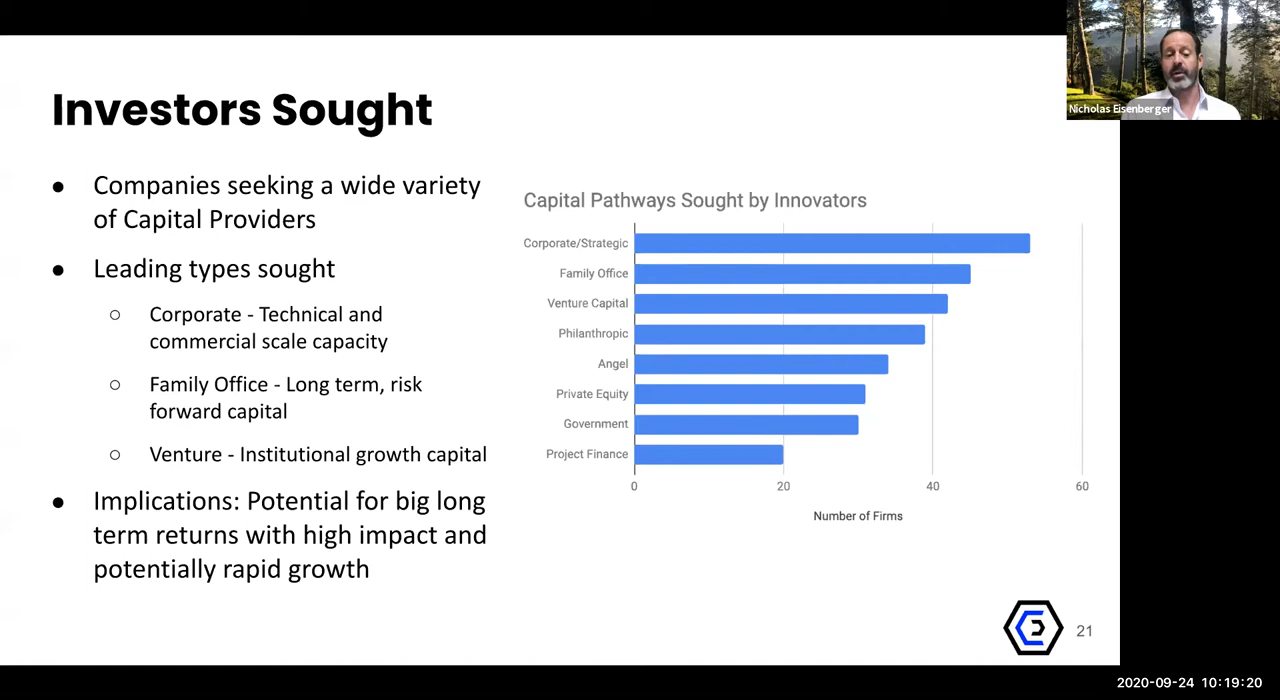 Investors Sought
● Companies seeking a wide variety
of Capital Providers
● Leading types sought
○ Corporate - Technical and
commercial scale capacity
○ Family Office - Long term, risk
forward capital
○ Venture - Institutional growth capital
● Implications: Potential for big long
term returns with high impact and
potentially rapid growth
Capital Pathways Sought by Innovators
Corporate/Strategic
Family Office
Venture Capital
Philanthropic
Angel
Private Equity
Government
Project Finance
0 20 40 60
Number of Firms
21
Nicholas Eisenberger
2020-09-24 10:19:20